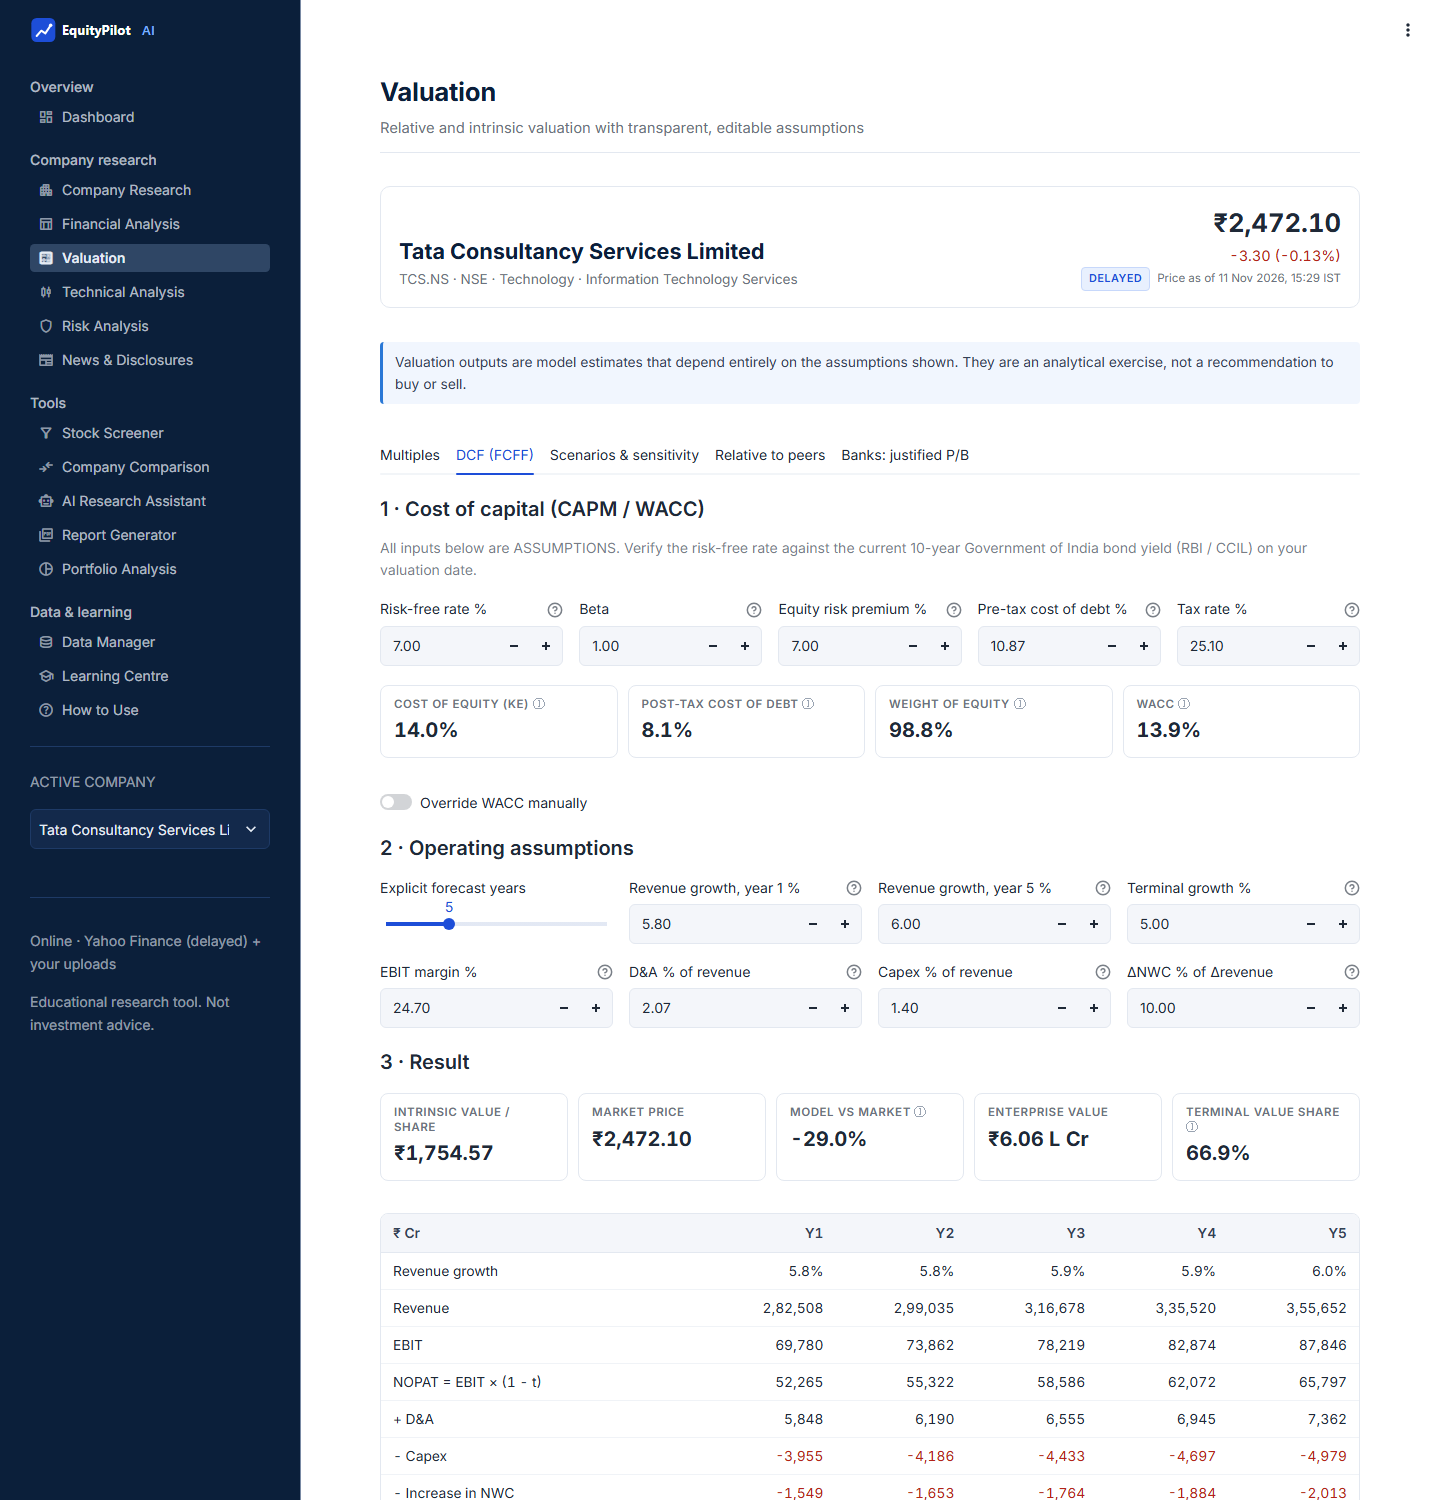 EquityPilot AI
Overview
Dashboard
Company research
Company Research
Financial Analysis
Valuation
Technical Analysis
Risk Analysis
News & Disclosures
Tools
Stock Screener
Company Comparison
AI Research Assistant
Report Generator
Portfolio Analysis
Data & learning
Data Manager
Learning Centre
How to Use
ACTIVE COMPANY
Tata Consultancy Services Li
Online · Yahoo Finance (delayed) +
your uploads
Educational research tool. Not
investment advice.
Valuation
Relative and intrinsic valuation with transparent, editable assumptions
Tata Consultancy Services Limited
TCS.NS · NSE · Technology · Information Technology Services
₹2,472.10
-3.30 (-0.13%)
DELAYED Price as of 11 Nov 2026, 15:29 IST
Valuation outputs are model estimates that depend entirely on the assumptions shown. They are an analytical exercise, not a recommendation to
buy or sell.
Multiples DCF (FCFF) Scenarios & sensitivity Relative to peers Banks: justified P/B
1 · Cost of capital (CAPM / WACC)
All inputs below are ASSUMPTIONS. Verify the risk-free rate against the current 10-year Government of India bond yield (RBI / CCIL) on your
valuation date.
Risk-free rate % Beta Equity risk premium % Pre-tax cost of debt % Tax rate %
7.00 1.00 7.00 10.87 25.10
COST OF EQUITY (KE) POST-TAX COST OF DEBT WEIGHT OF EQUITY WACC
14.0% 8.1% 98.8% 13.9%
Override WACC manually
2 · Operating assumptions
Explicit forecast years Revenue growth, year 1 % Revenue growth, year 5 % Terminal growth %
5 5.80 6.00 5.00
EBIT margin % D&A % of revenue Capex % of revenue ΔNWC % of Δrevenue
24.70 2.07 1.40 10.00
3 · Result
INTRINSIC VALUE /
SHARE
₹1,754.57
MARKET PRICE
₹2,472.10
MODEL VS MARKET
-29.0%
ENTERPRISE VALUE
₹6.06 L Cr
TERMINAL VALUE SHARE
66.9%
₹ Cr Y1 Y2 Y3 Y4 Y5
Revenue growth 5.8% 5.8% 5.9% 5.9% 6.0%
Revenue 2,82,508 2,99,035 3,16,678 3,35,520 3,55,652
EBIT 69,780 73,862 78,219 82,874 87,846
NOPAT = EBIT × (1 - t) 52,265 55,322 58,586 62,072 65,797
+ D&A 5,848 6,190 6,555 6,945 7,362
- Capex -3,955 -4,186 -4,433 -4,697 -4,979
- Increase in NWC -1,549 -1,653 -1,764 -1,884 -2,013